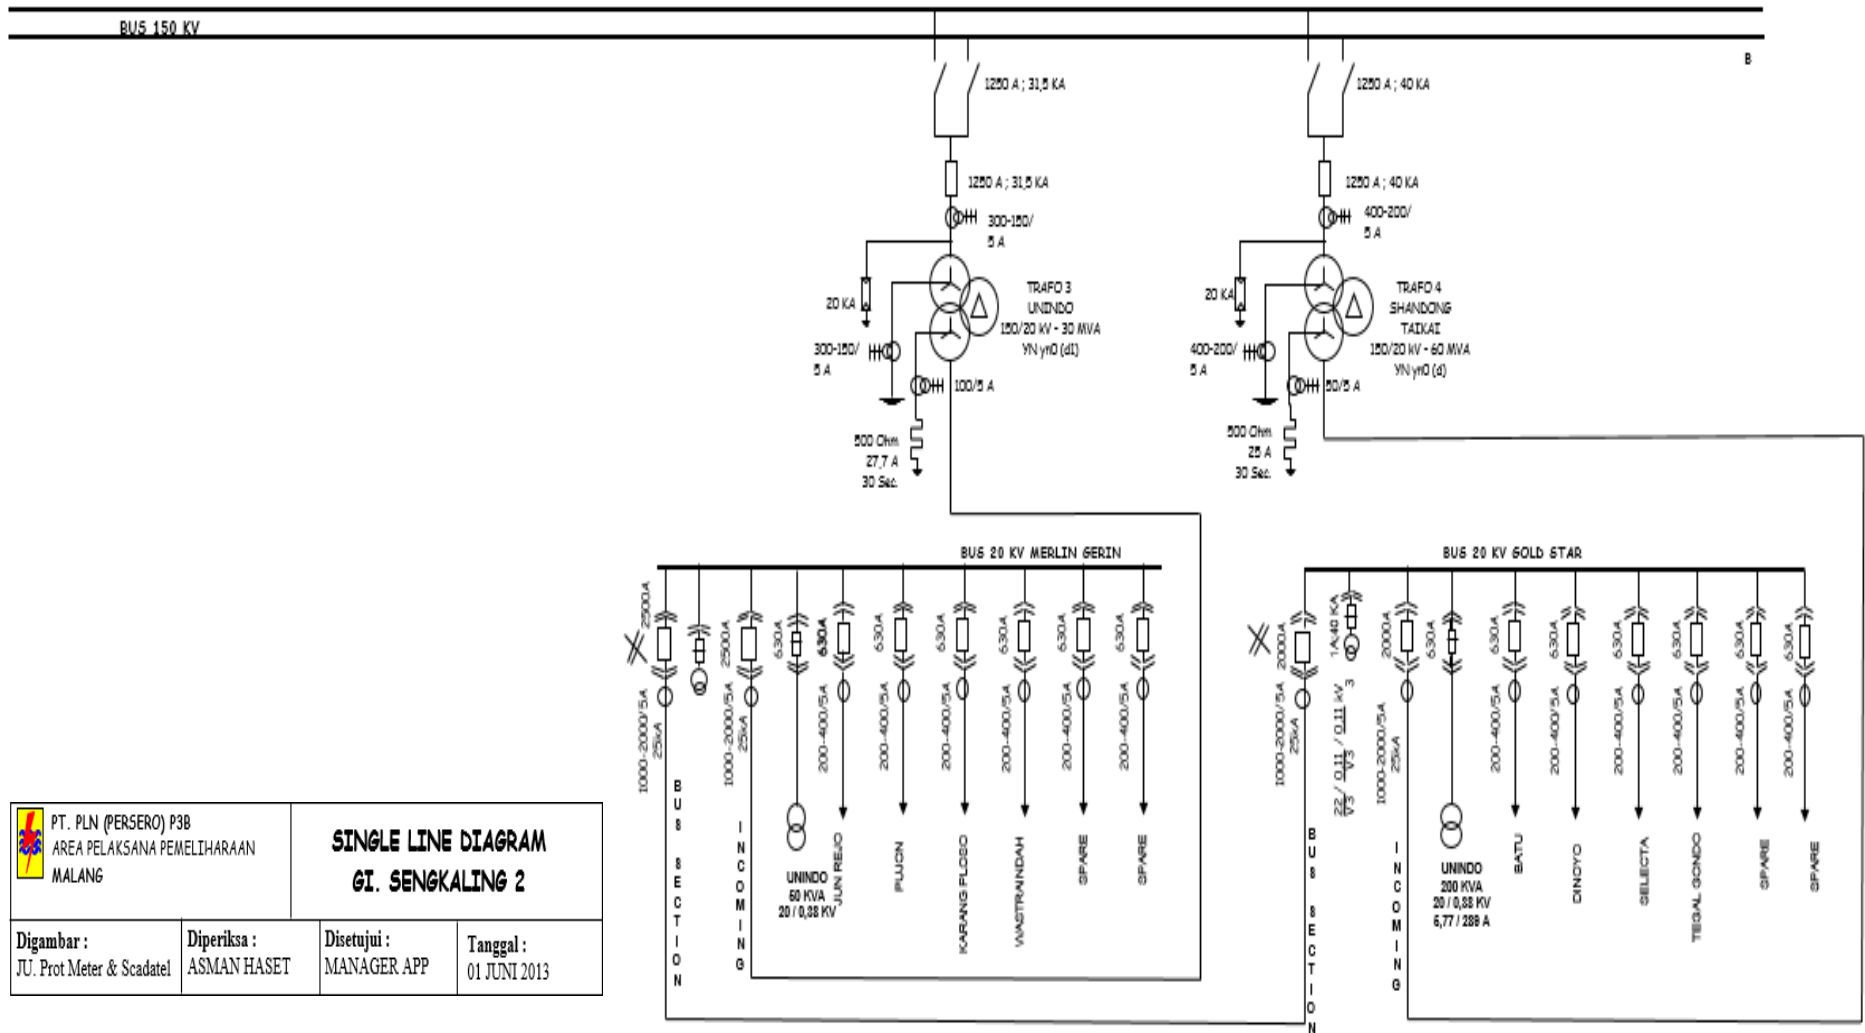 BUS 150 KV
B
1250 A ; 31,5 KA
1250 A ; 40 KA
1250 A ; 31,5 KA
1250 A ; 40 KA
300-150/
5 A
400-200/
5 A
20 KA
TRAFO 3
UNINDO
150/20 kV - 30 MVA
YN yn0 (d1)
20 KA
TRAFO 4
SHANDONG
TAIKAI
150/20 kV - 60 MVA
YN yn0 (d)
300-150/
5 A
400-200/
5 A
100/5 A
50/5 A
500 Ohm
27,7 A
30 Sec.
500 Ohm
25 A
30 Sec.
BUS 20 KV MERLIN GERIN
BUS 20 KV GOLD STAR
2500A
1000-2000/5A
25kA
BUS SECTION
2500A
1000-2000/5A
25kA
INCOMING
630A
UNINDO
50 KVA
20 / 0,38 KV
630A
200-400/5A
JUN REJO
630A
200-400/5A
PUJON
630A
200-400/5A
KARANG PLOSO
630A
200-400/5A
WASTRAINDAH
630A
200-400/5A
SPARE
630A
200-400/5A
SPARE
2000A
1000-2000/5A
25kA
BUS SECTION
1A;40 KA
22 / 0,11 / 0,11 kV
V3 V3 3
2000A
1000-2000/5A
25kA
INCOMING
630A
UNINDO
200 KVA
20 / 0,38 KV
5,77 / 289 A
630A
200-400/5A
BATU
630A
200-400/5A
DINOYO
630A
200-400/5A
SELECTA
630A
200-400/5A
TEGAL GONDO
630A
200-400/5A
SPARE
630A
200-400/5A
SPARE
PT. PLN (PERSERO) P3B
AREA PELAKSANA PEMELIHARAAN
MALANG
SINGLE LINE DIAGRAM
GI. SENGKALING 2
Digambar :
JU. Prot Meter & Scadatel
Diperiksa :
ASMAN HASET
Disetujui :
MANAGER APP
Tanggal :
01 JUNI 2013